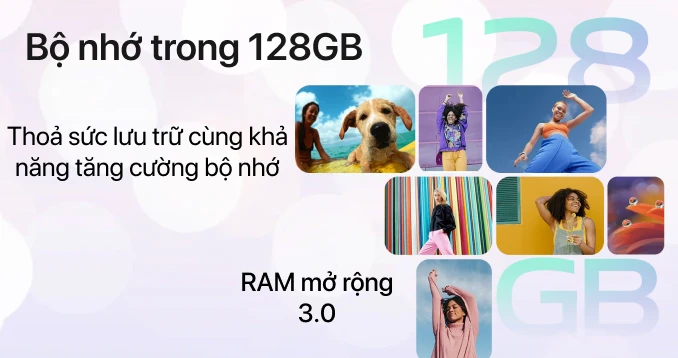 Bộ nhớ trong 128GB
128
Thoả sức lưu trữ cùng khả
năng tăng cường bộ nhớ
RAM mở rộng
3.0
GB